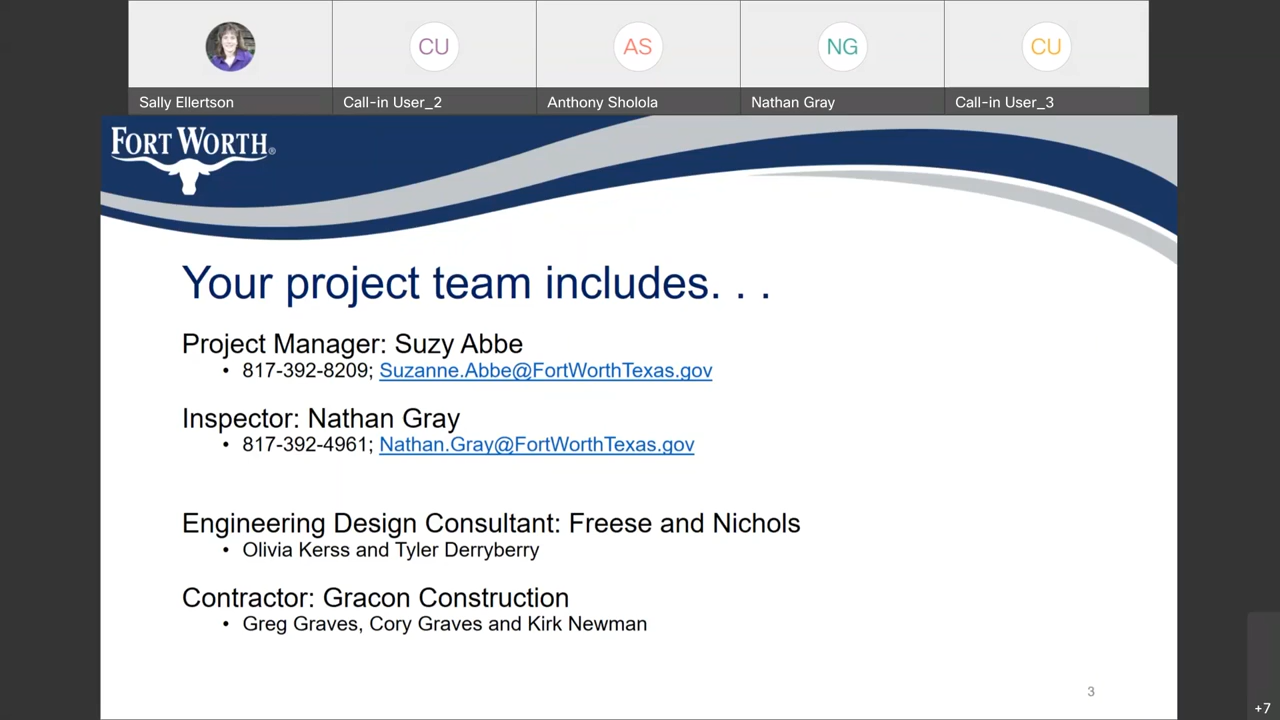 CU
AS
NG
CU
Sally Ellertson
Call-in User_2
Anthony Sholola
Nathan Gray
Call-in User_3
FORT WORTH®
Your project team includes. . .
Project Manager: Suzy Abbe
• 817-392-8209; Suzanne.Abbe@FortWorthTexas.gov
Inspector: Nathan Gray
• 817-392-4961; Nathan.Gray@FortWorthTexas.gov
Engineering Design Consultant: Freese and Nichols
• Olivia Kerss and Tyler Derryberry
Contractor: Gracon Construction
• Greg Graves, Cory Graves and Kirk Newman
3
+7